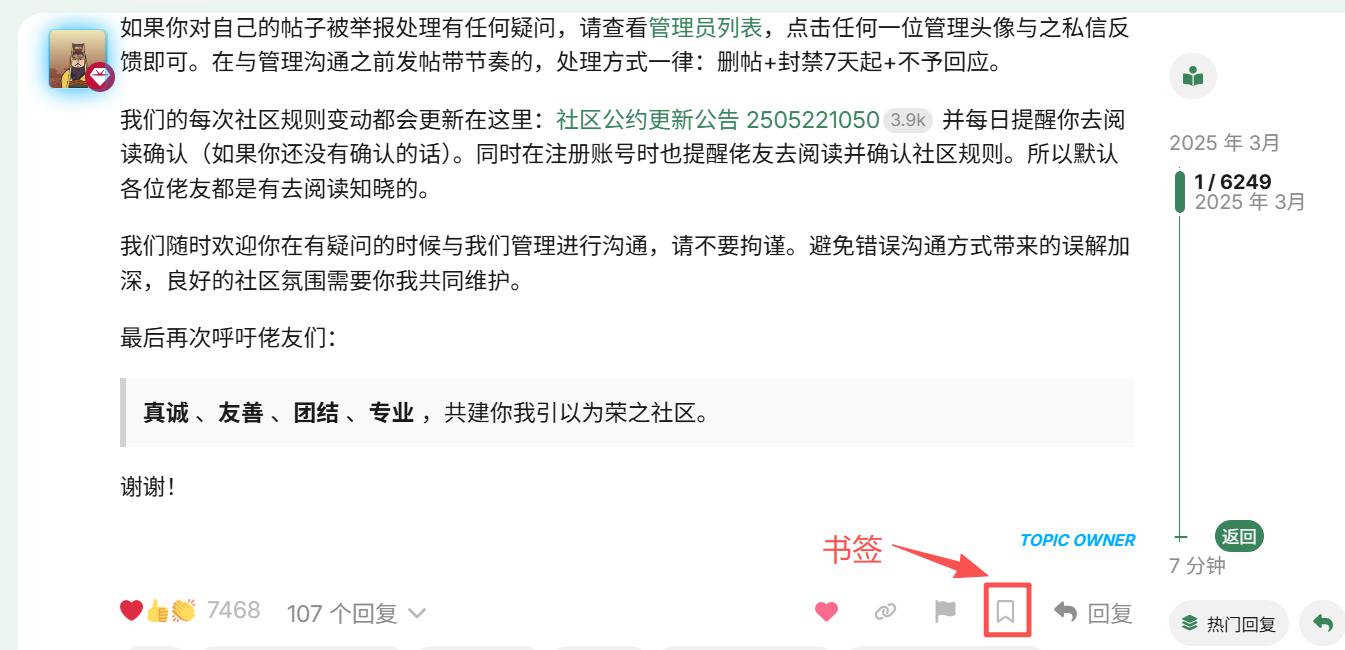 如果你对自己的帖子被举报处理有任何疑问，请查看管理员列表，点击任何一位管理头像与之私信反
馈即可。在与管理沟通之前发帖带节奏的，处理方式一律：删帖+封禁7天起+不予回应。
我们的每次社区规则变动都会更新在这里：社区公约更新公告 2505221050 3.9k 并每日提醒你去阅
读确认（如果你还没有确认的话）。同时在注册账号时也提醒佬友去阅读并确认社区规则。所以默认
各位佬友都是有去阅读知晓的。
我们随时欢迎你在有疑问的时候与我们管理进行沟通，请不要拘谨。避免错误沟通方式带来的误解加
深，良好的社区氛围需要你我共同维护。
最后再次呼吁佬友们：
真诚 、友善 、团结 、专业 ，共建你我引以为荣之社区。
谢谢！
TOPIC OWNER
书签
7468
107 个回复
回复
2025 年 3月
1 / 6249
2025 年 3月
返回
7 分钟
热门回复